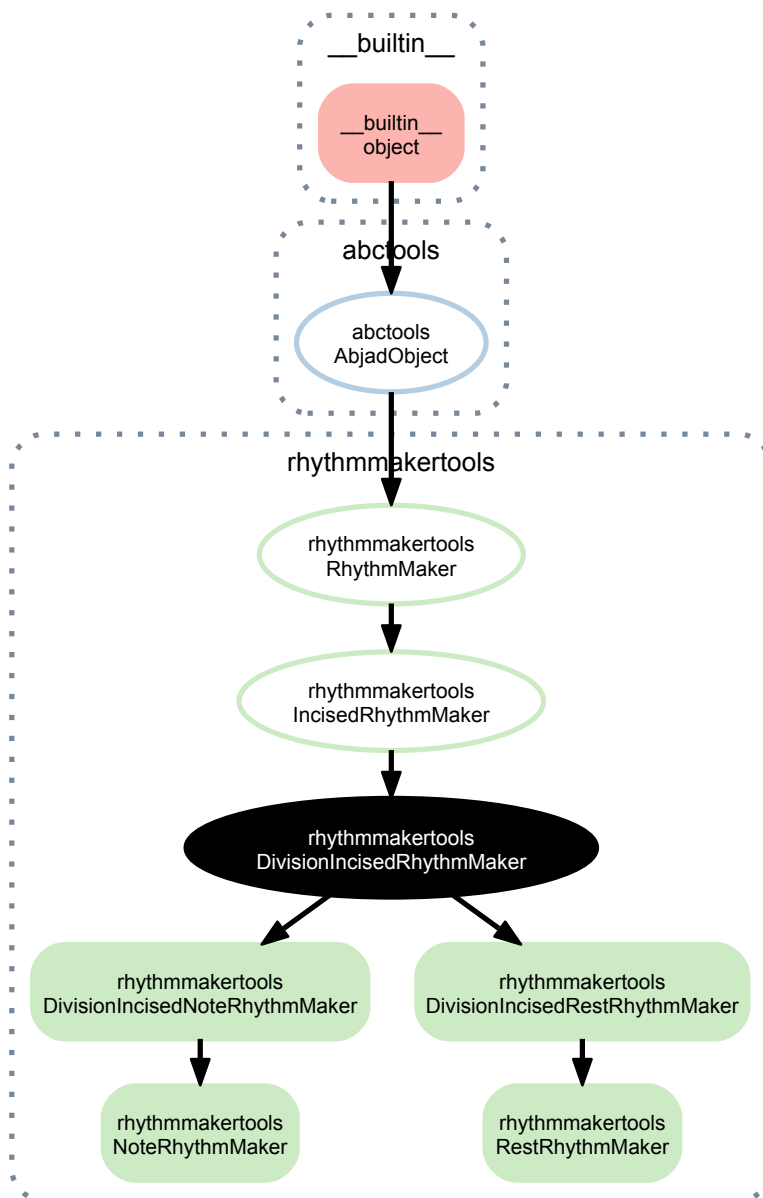 __builtin__
__builtin__
object
abctools
abctools
AbjadObject
rhythmmakertools
rhythmmakertools
RhythmMaker
rhythmmakertools
IncisedRhythmMaker
rhythmmakertools
DivisionIncisedRhythmMaker
rhythmmakertools
DivisionIncisedNoteRhythmMaker
rhythmmakertools
DivisionIncisedRestRhythmMaker
rhythmmakertools
NoteRhythmMaker
rhythmmakertools
RestRhythmMaker